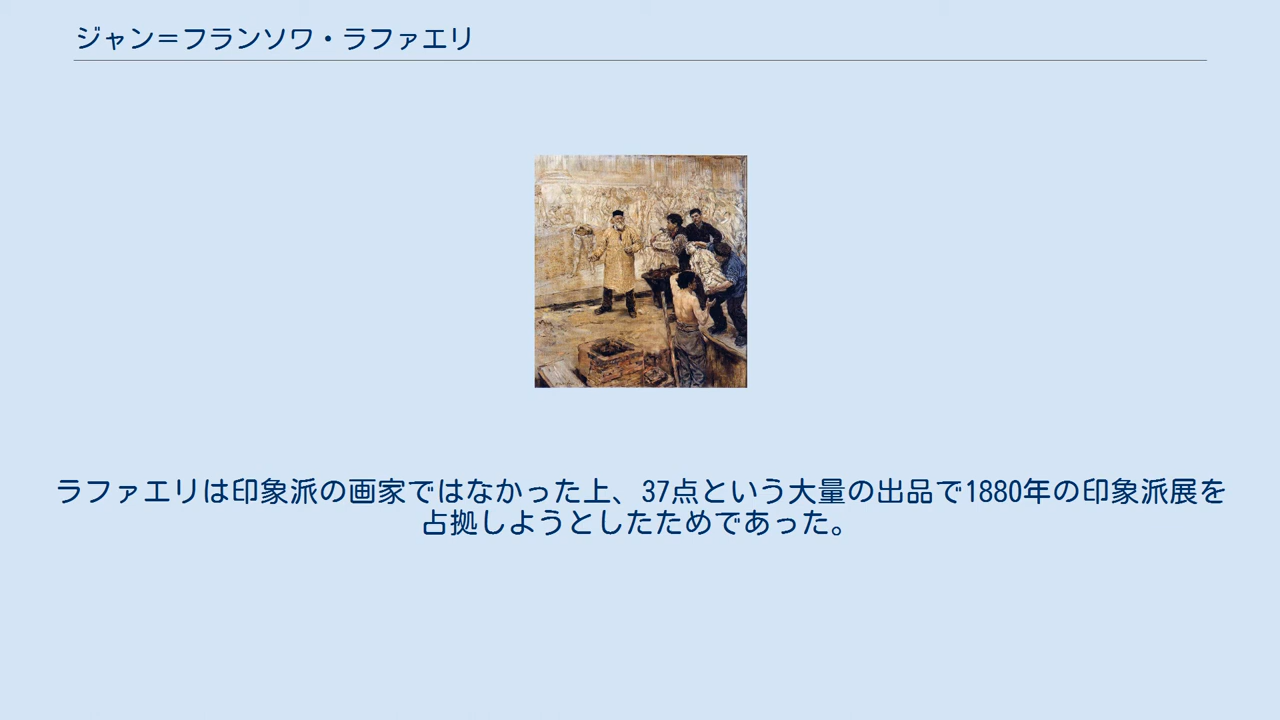 ジャン＝フランソワ・ラファエリ
ラファエリは印象派の画家ではなかった上、37点という大量の出品で1880年の印象派展を
占拠しようとしたためであった。